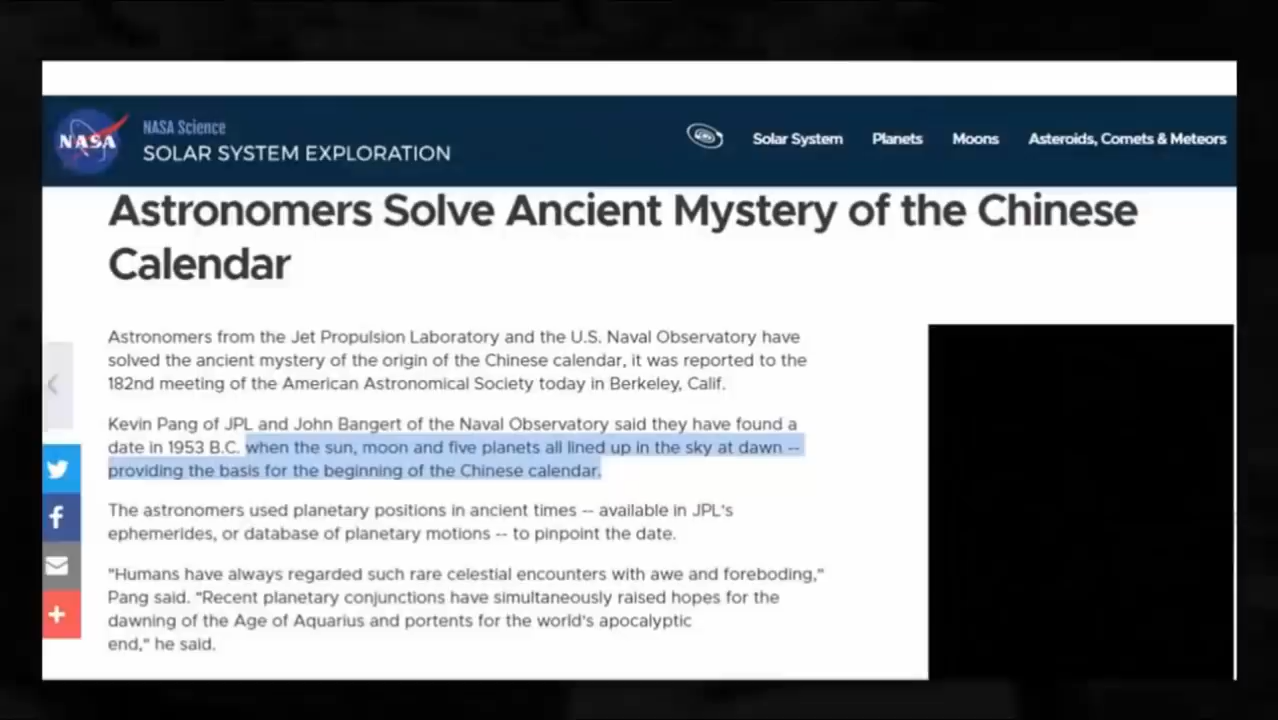 NASA
NASA Science
SOLAR SYSTEM EXPLORATION
Solar System
Planets
Moons
Asteroids, Comets & Meteors
Astronomers Solve Ancient Mystery of the Chinese
Calendar
Astronomers from the Jet Propulsion Laboratory and the U.S. Naval Observatory have
solved the ancient mystery of the origin of the Chinese calendar, it was reported to the
182nd meeting of the American Astronomical Society today in Berkeley, Calif.
Kevin Pang of JPL and John Bangert of the Naval Observatory said they have found a
date in 1953 B.C. when the sun, moon and five planets all lined up in the sky at dawn --
providing the basis for the beginning of the Chinese calendar.
The astronomers used planetary positions in ancient times -- available in JPL's
ephemerides, or database of planetary motions -- to pinpoint the date.
"Humans have always regarded such rare celestial encounters with awe and foreboding,"
Pang said. "Recent planetary conjunctions have simultaneously raised hopes for the
dawning of the Age of Aquarius and portents for the world's apocalyptic
end," he said.